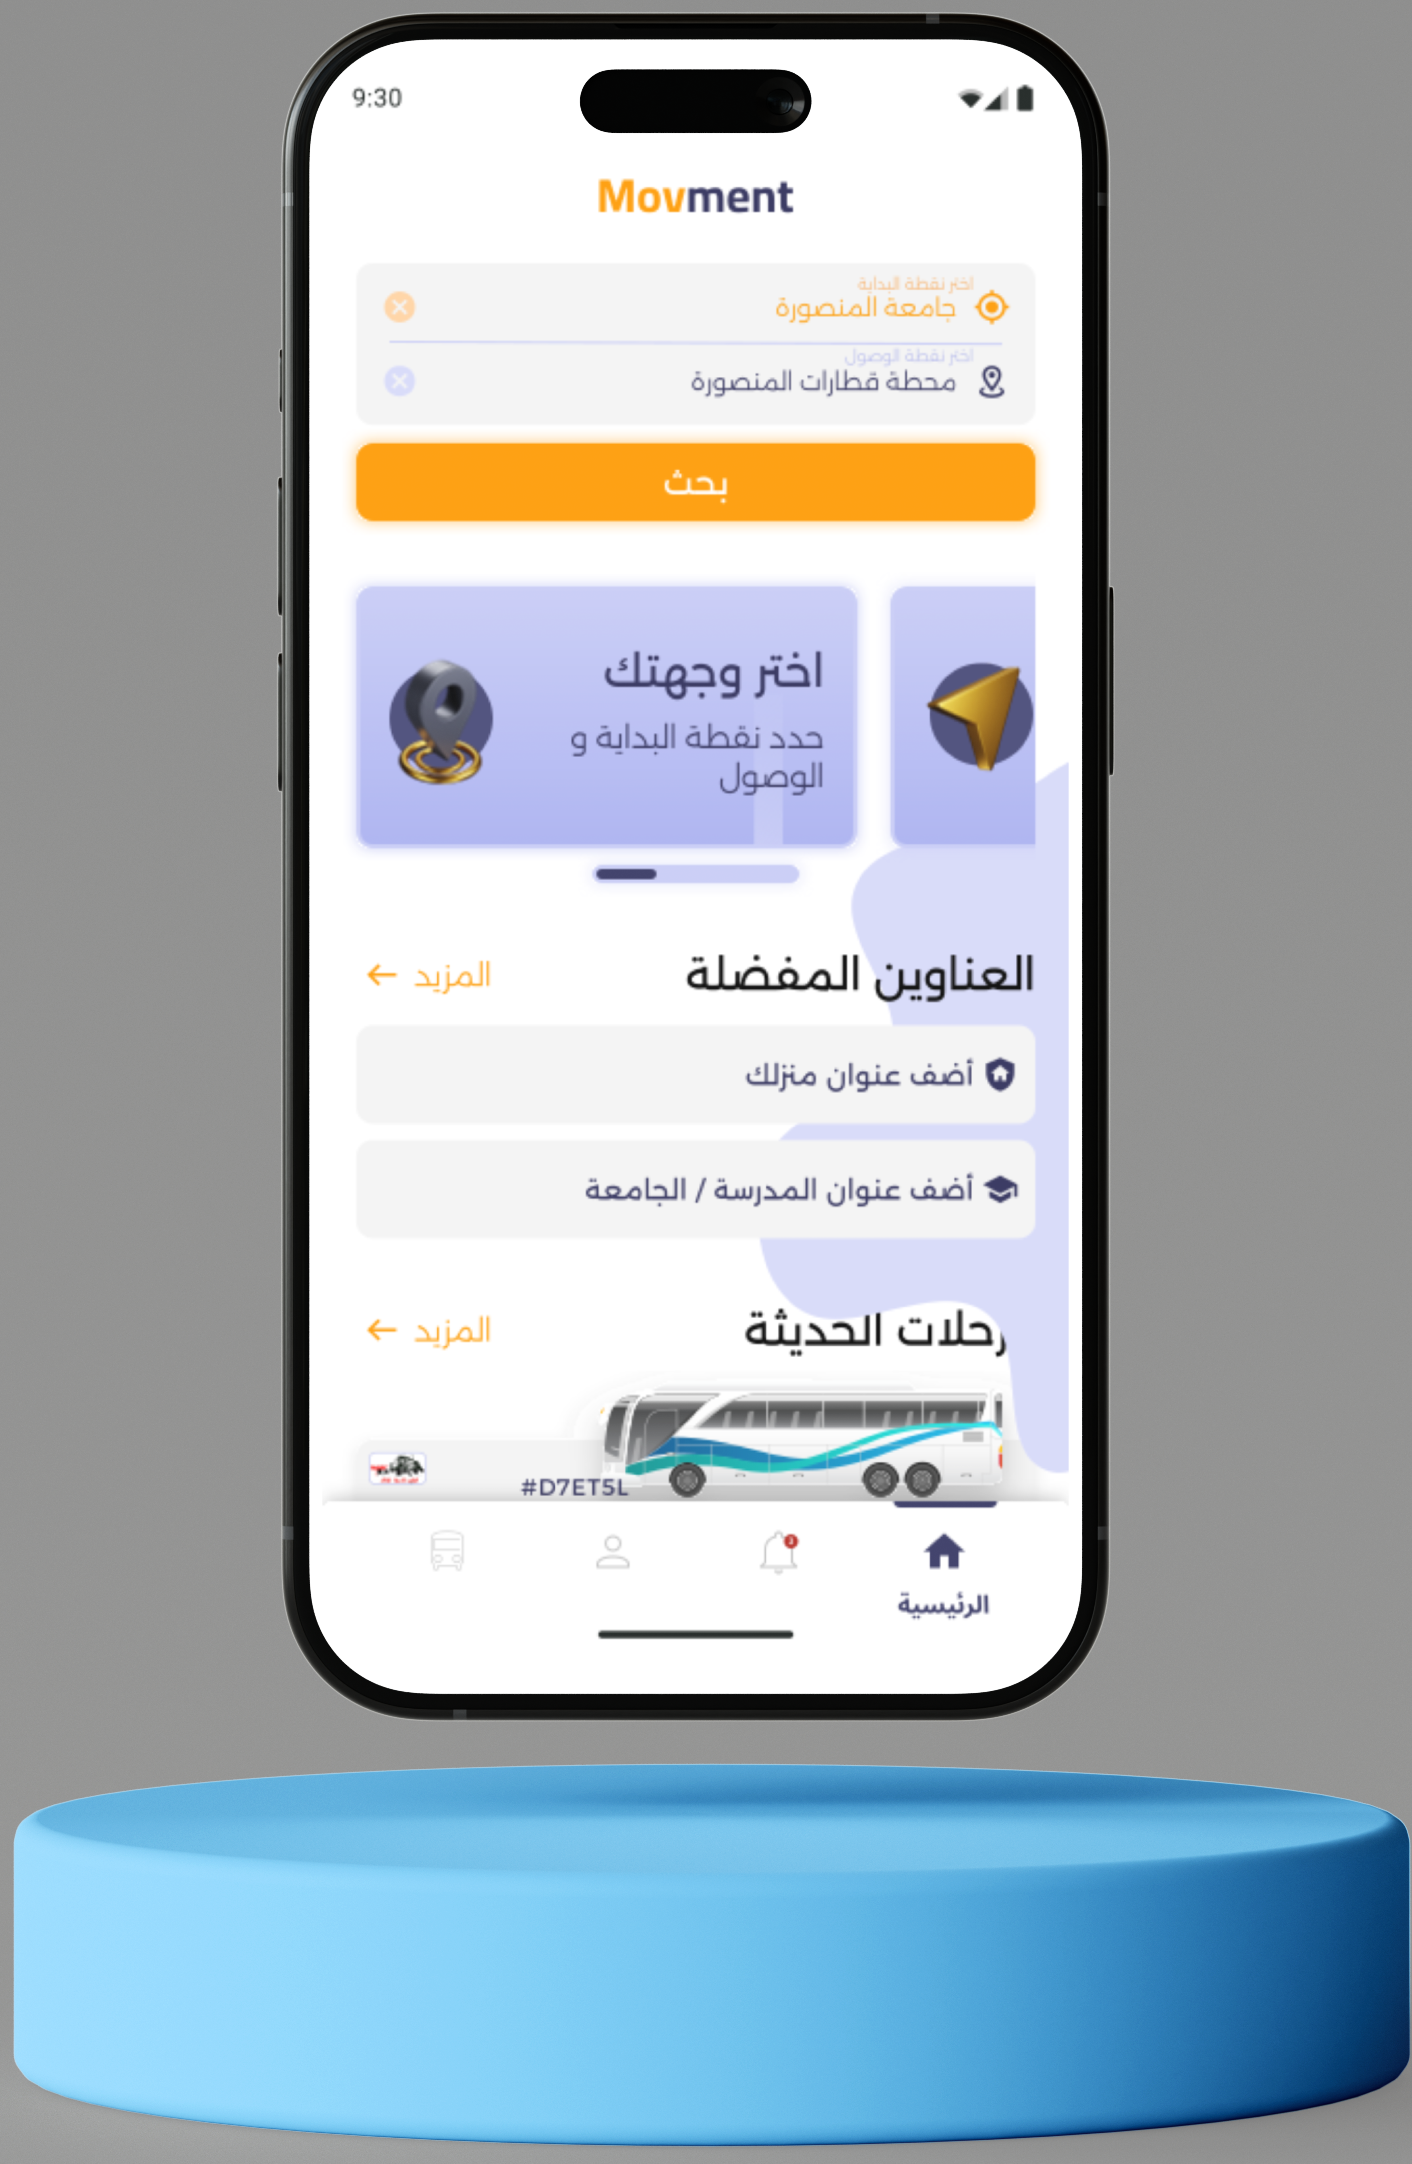 9:30
Movment
اختر نقطة البداية
جامعة المنصورة
اختر نقطة الوصول
محطة قطارات المنصورة
بحث
اختر وجهتك
حدد نقطة البداية و
الوصول
العناوين المفضلة
المزيد
أضف عنوان منزلك
أضف عنوان المدرسة / الجامعة
رحلات الحديثة
المزيد
#D7ET5L
الرئيسية